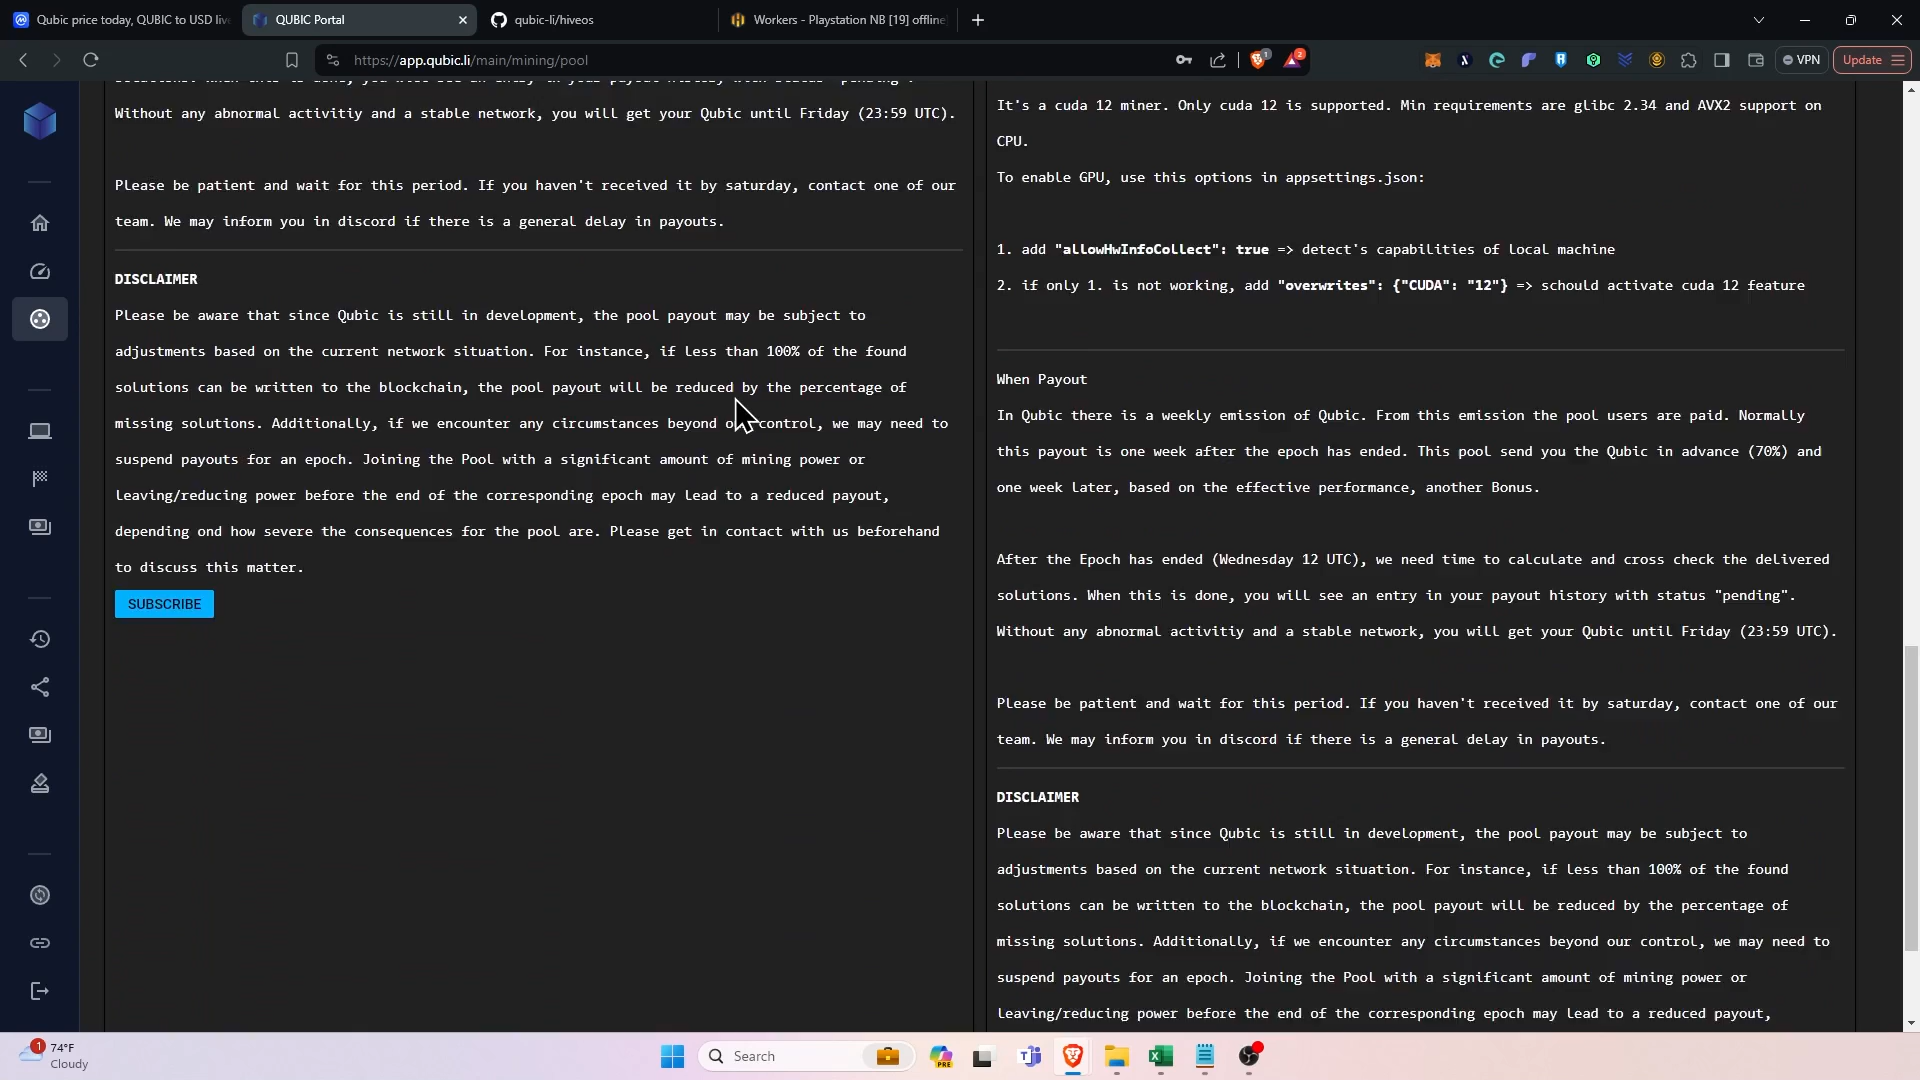 Qubic price today, QUBIC to USD live
QUBIC Portal
qubic-li/hiveos
Workers - Playstation NB [19] offline
https://app.qubic.li/main/mining/pool
1
2
VPN
Update
Without any abnormal activitiy and a stable network, you will get your Qubic until Friday (23:59 UTC).
Please be patient and wait for this period. If you haven't received it by saturday, contact one of our
team. We may inform you in discord if there is a general delay in payouts.
DISCLAIMER
Please be aware that since Qubic is still in development, the pool payout may be subject to
adjustments based on the current network situation. For instance, if less than 100% of the found
solutions can be written to the blockchain, the pool payout will be reduced by the percentage of
missing solutions. Additionally, if we encounter any circumstances beyond our control, we may need to
suspend payouts for an epoch. Joining the Pool with a significant amount of mining power or
leaving/reducing power before the end of the corresponding epoch may lead to a reduced payout,
depending ond how severe the consequences for the pool are. Please get in contact with us beforehand
to discuss this matter.
SUBSCRIBE
It's a cuda 12 miner. Only cuda 12 is supported. Min requirements are glibc 2.34 and AVX2 support on
CPU.
To enable GPU, use this options in appsettings.json:
1. add "allowHwInfoCollect": true => detect's capabilities of local machine
2. if only 1. is not working, add "overwrites": {"CUDA": "12"} => schould activate cuda 12 feature
When Payout
In Qubic there is a weekly emission of Qubic. From this emission the pool users are paid. Normally
this payout is one week after the epoch has ended. This pool send you the Qubic in advance (70%) and
one week later, based on the effective performance, another Bonus.
After the Epoch has ended (Wednesday 12 UTC), we need time to calculate and cross check the delivered
solutions. When this is done, you will see an entry in your payout history with status "pending".
Without any abnormal activitiy and a stable network, you will get your Qubic until Friday (23:59 UTC).
Please be patient and wait for this period. If you haven't received it by saturday, contact one of our
team. We may inform you in discord if there is a general delay in payouts.
DISCLAIMER
Please be aware that since Qubic is still in development, the pool payout may be subject to
adjustments based on the current network situation. For instance, if less than 100% of the found
solutions can be written to the blockchain, the pool payout will be reduced by the percentage of
missing solutions. Additionally, if we encounter any circumstances beyond our control, we may need to
suspend payouts for an epoch. Joining the Pool with a significant amount of mining power or
leaving/reducing power before the end of the corresponding epoch may lead to a reduced payout,
1
74°F
Cloudy
Search
PRE